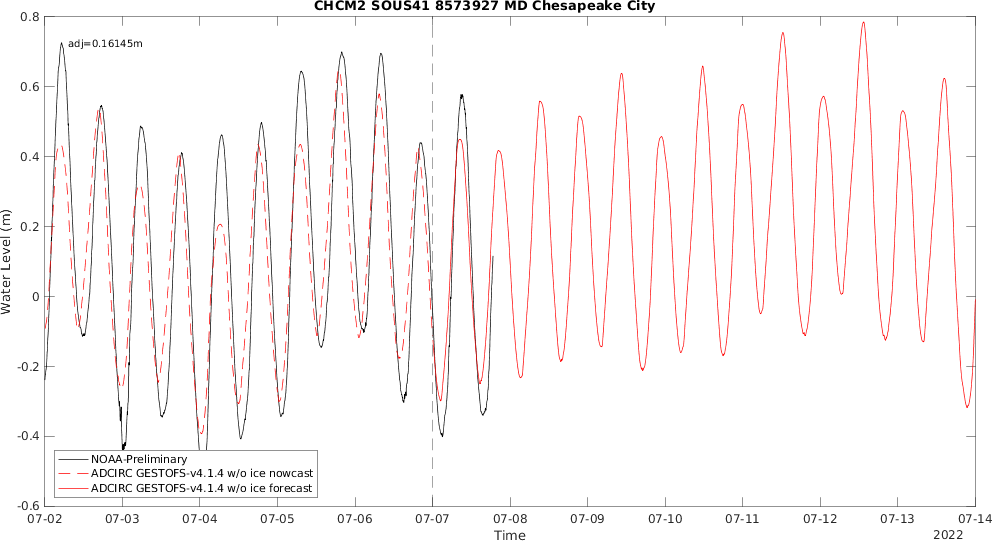 CHCM2 SOUS41 8573927 MD Chesapeake City
adj=0.16145m
Water Level (m)
0.8
0.6
0.4
0.2
0
-0.2
-0.4
-0.6
NOAA-Preliminary
ADCIRC GESTOFS-v4.1.4 w/o ice nowcast
ADCIRC GESTOFS-v4.1.4 w/o ice forecast
07-02 07-03 07-04 07-05 07-06 07-07 07-08 07-09 07-10 07-11 07-12 07-13 07-14
Time
2022